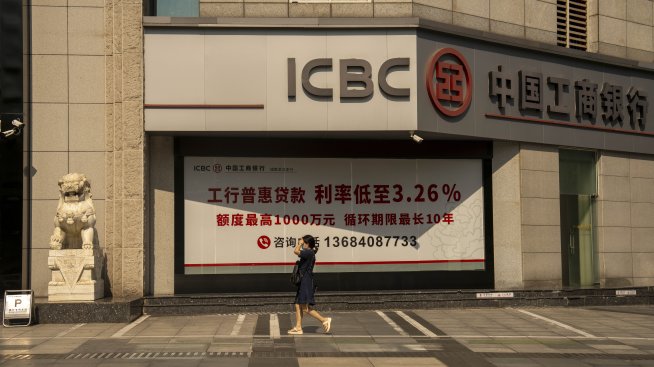 ICBC 中国工商银行
ICBC 中国工商银行
工行普惠贷款 利率低至3.26%
额度最高1000万元 循环期限最长10年
咨询电话 13684087733
P